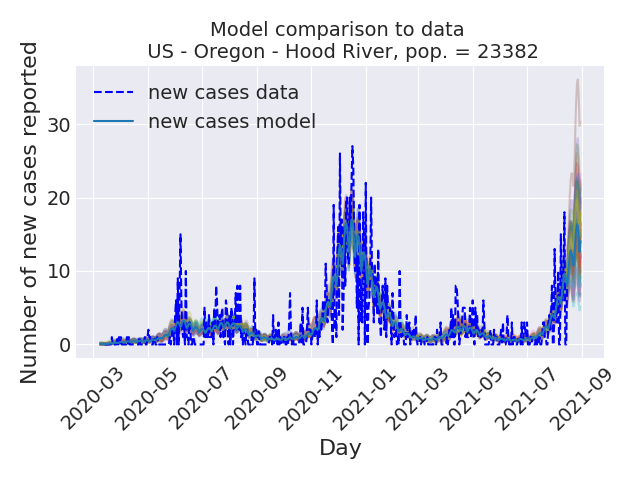 Model comparison to data
US - Oregon - Hood River, pop. = 23382
Number of new cases reported
new cases data
new cases model
30
20
10
0
2020-03
2020-05
2020-07
2020-09
2020-11
2021-01
2021-03
2021-05
2021-07
2021-09
Day